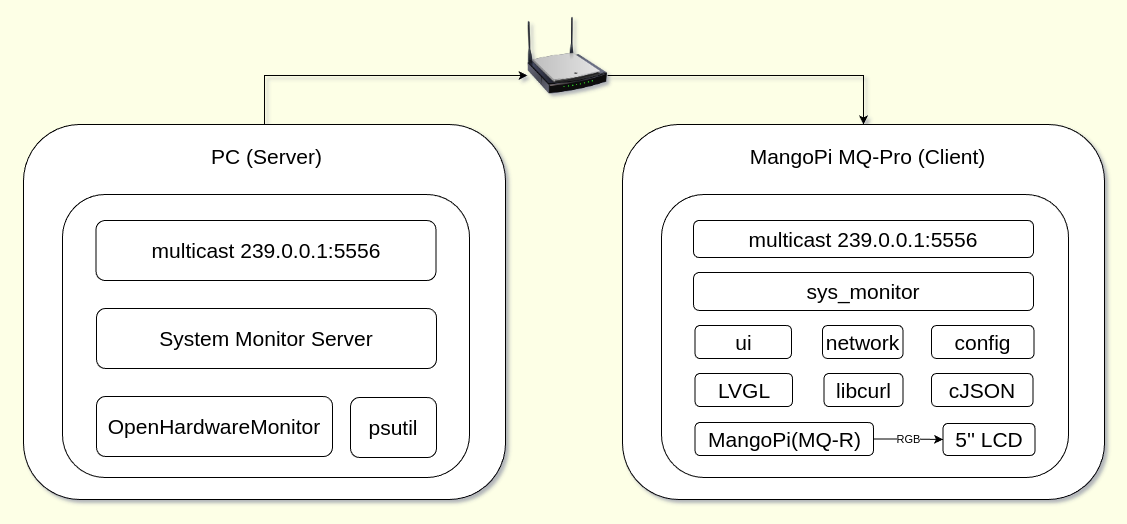 PC (Server)
multicast 239.0.0.1:5556
System Monitor Server
OpenHardwareMonitor
psutil
MangoPi MQ-Pro (Client)
multicast 239.0.0.1:5556
sys_monitor
ui
network
config
LVGL
libcurl
cJSON
MangoPi(MQ-R)
RGB
5'' LCD